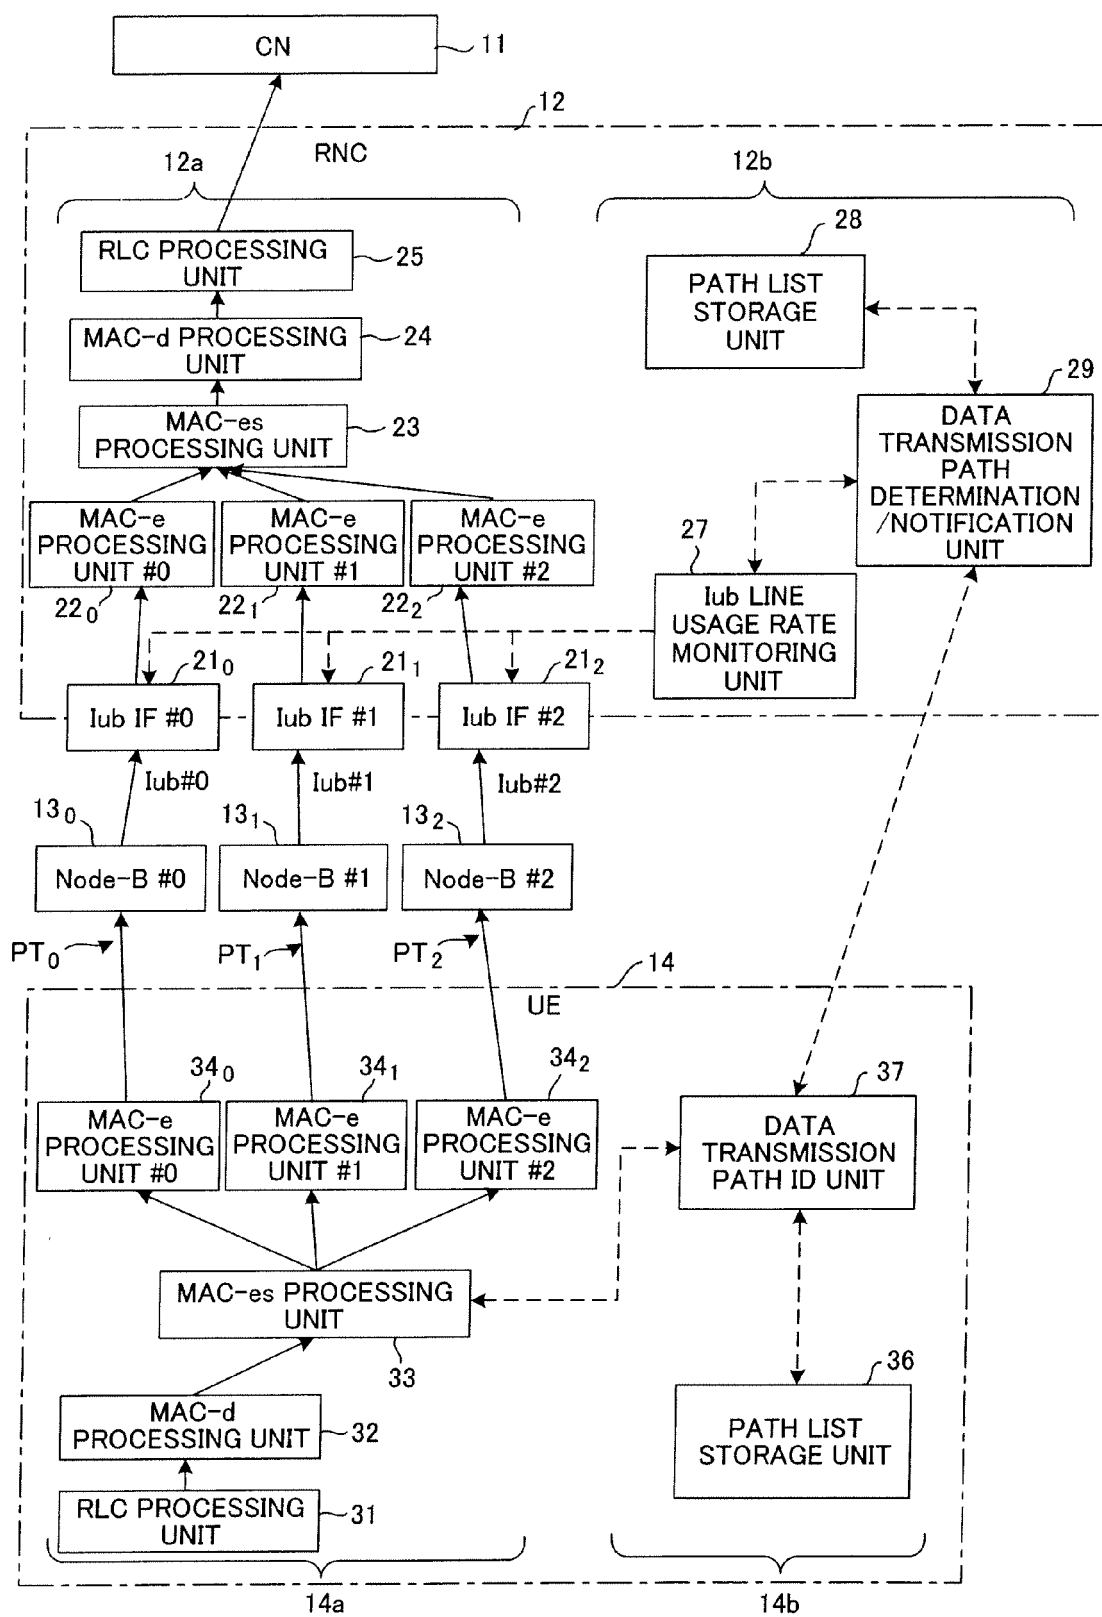 CN
11
12
RNC
12a
12b
RLC PROCESSING
UNIT
25
28
PATH LIST
STORAGE
UNIT
MAC-d PROCESSING
UNIT
24
29
DATA
TRANSMISSION
PATH
DETERMINATION
/NOTIFICATION
UNIT
MAC-es
PROCESSING UNIT
23
MAC-e
PROCESSING
UNIT #0
MAC-e
PROCESSING
UNIT #1
MAC-e
PROCESSING
UNIT #2
22₀
22₁
22₂
27
Iub LINE
USAGE RATE
MONITORING
UNIT
21₀
21₁
21₂
Iub IF #0
Iub IF #1
Iub IF #2
Iub#0
Iub#1
Iub#2
13₀
13₁
13₂
Node-B #0
Node-B #1
Node-B #2
PT₀
PT₁
PT₂
14
UE
34₀
34₁
34₂
37
MAC-e
PROCESSING
UNIT #0
MAC-e
PROCESSING
UNIT #1
MAC-e
PROCESSING
UNIT #2
DATA
TRANSMISSION
PATH ID UNIT
MAC-es PROCESSING
UNIT
33
36
PATH LIST
STORAGE UNIT
MAC-d
PROCESSING UNIT
32
RLC PROCESSING
UNIT
31
14a
14b